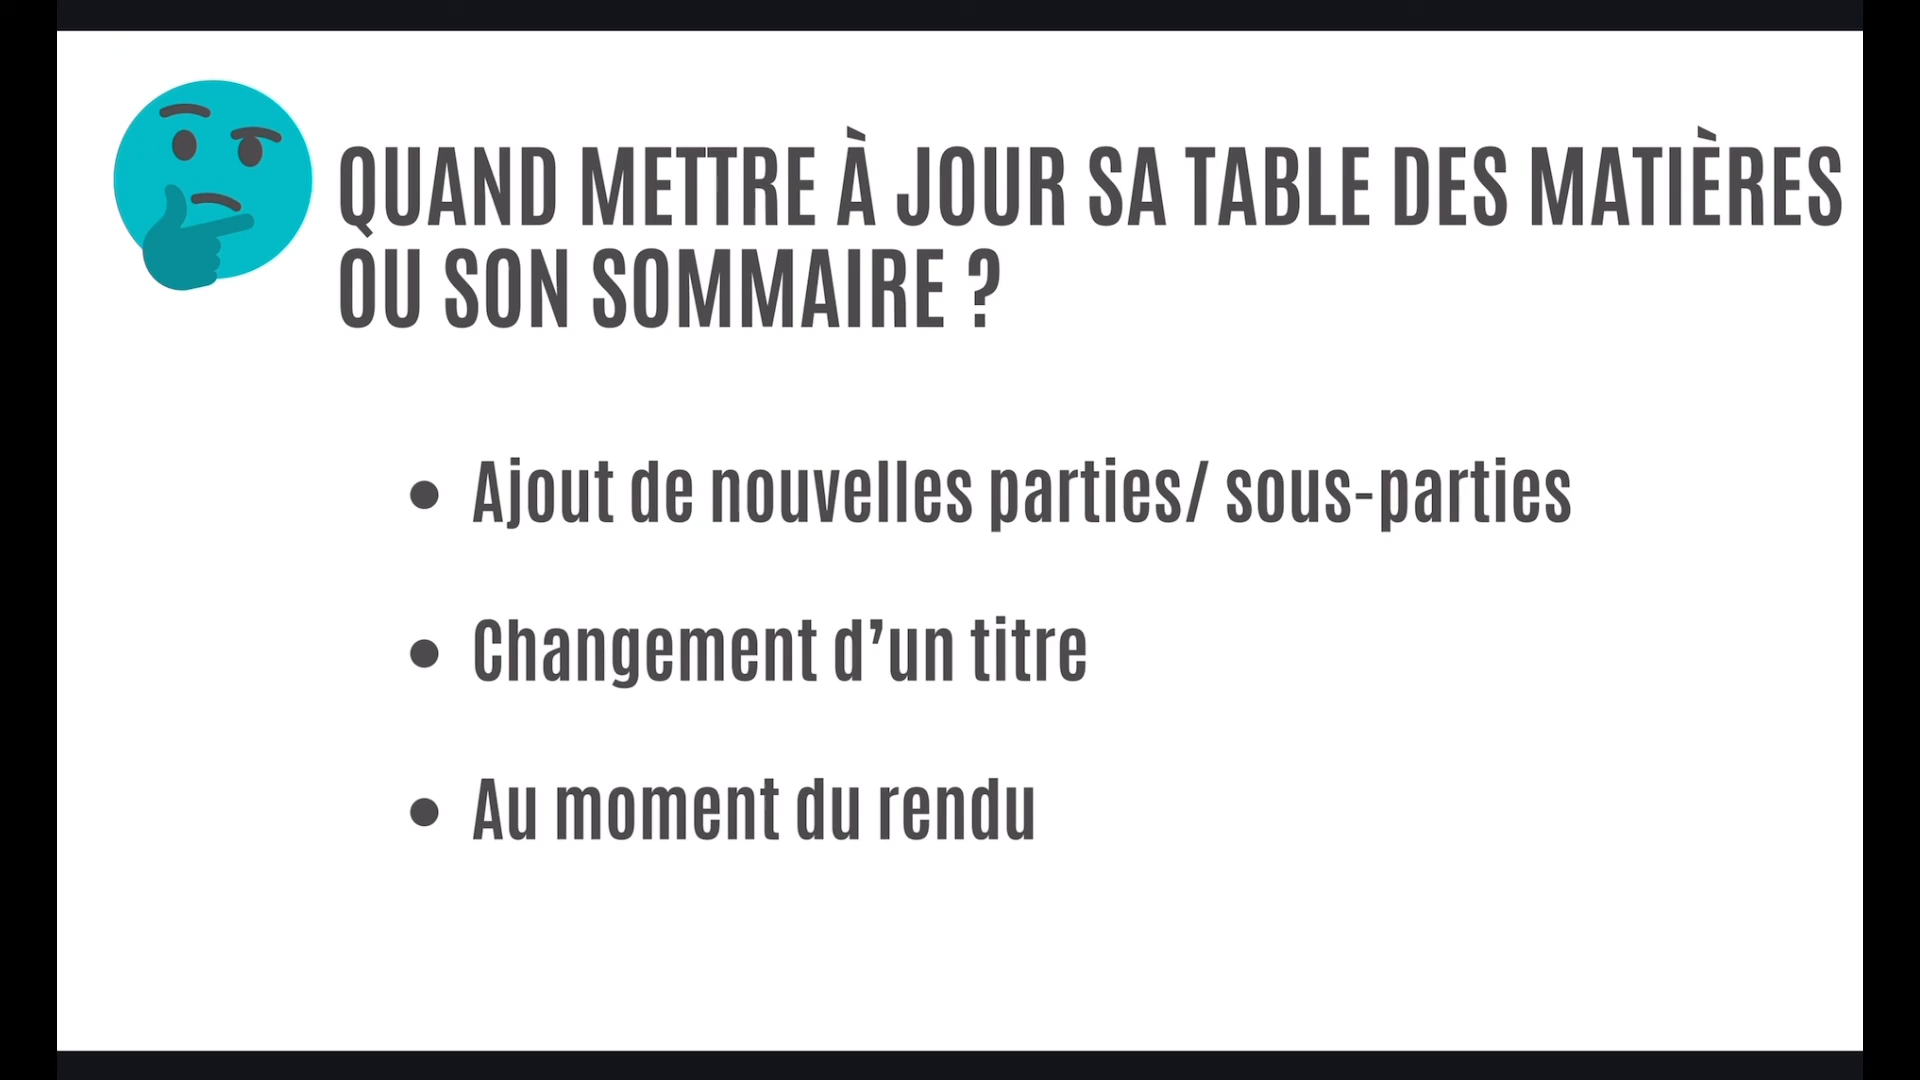 QUAND METTRE À JOUR SA TABLE DES MATIÈRES
OU SON SOMMAIRE ?
• Ajout de nouvelles parties/ sous-parties
• Changement d’un titre
• Au moment du rendu